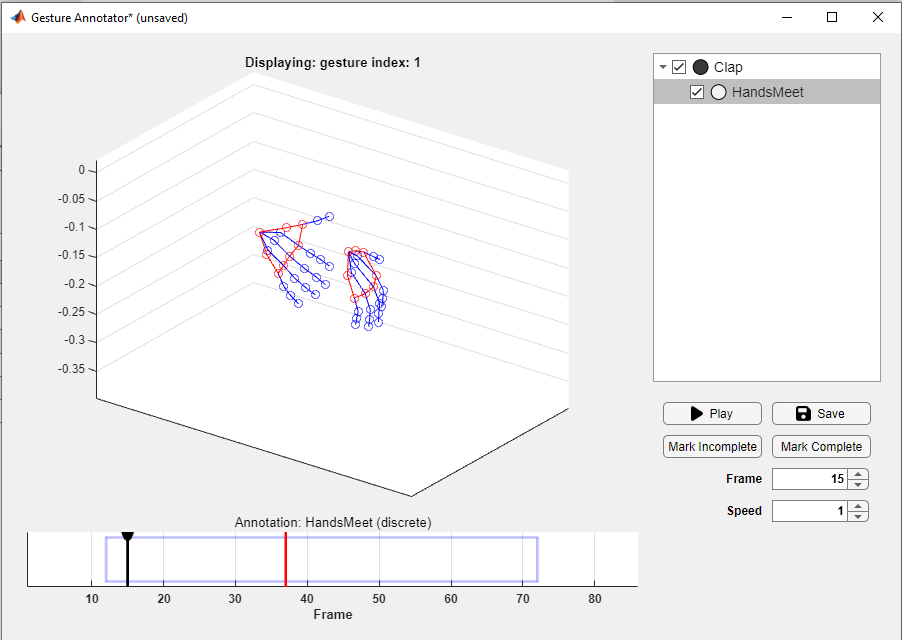 Gesture Annotator* (unsaved)
Displaying: gesture index: 1
0
-0.05
-0.1
-0.15
-0.2
-0.25
-0.3
-0.35
Clap
HandsMeet
Play Save
Mark Incomplete Mark Complete
Frame 15
Speed 1
Annotation: HandsMeet (discrete)
10 20 30 40 50 60 70 80
Frame